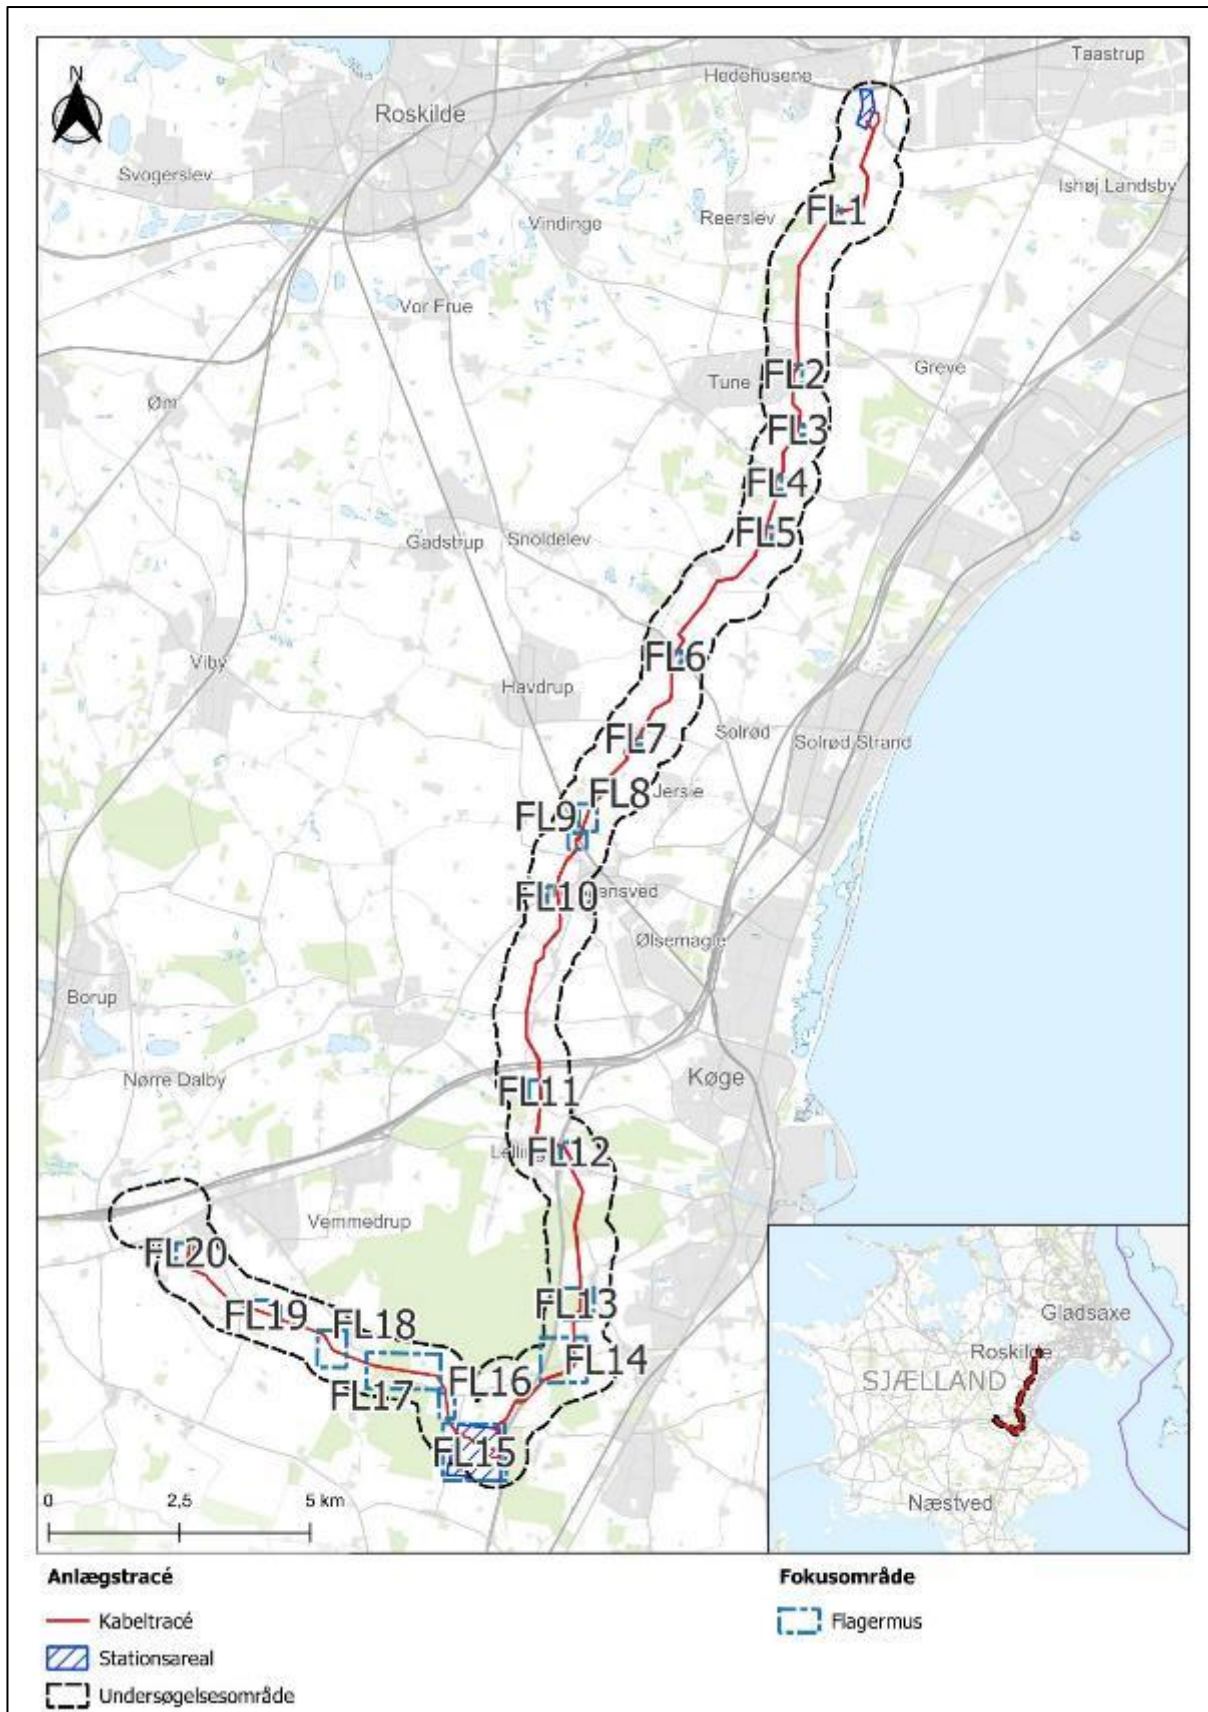 N
Taastrup
Hedehusene
Roskilde
Svogerslev
Ishøj Landsby
FL1
Reerslev
Vindinge
Vor Frue
Greve
FL2
Tune
Øm
FL3
FL4
FL5
Gadstrup
Snoldelev
FL6
Viby
Havdrup
Solrød
Solrød Strand
FL7
FL8
Jersie
FL9
FL10
ensved
Ølsemagle
Borup
Nørre Dalby
Køge
FL11
FL12
Lelling
Vemmedrup
FL20
FL19
FL18
FL13
FL14
FL16
FL17
FL15
0 2,5 5 km
Gladsaxe
Roskilde
SJÆLLAND
Næstved
Anlægstracé
Kabeltracé
Stationsareal
Undersøgelsesområde
Fokusområde
Flagermus